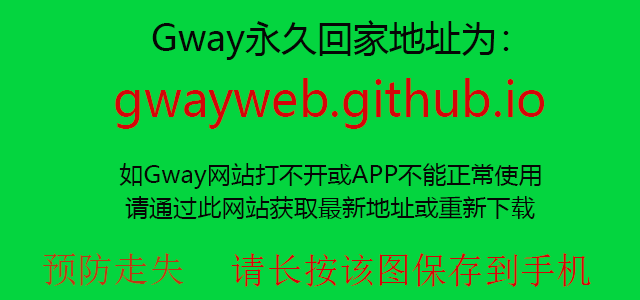 Gway永久回家地址为：
gwayweb.github.io
如Gway网站打不开或APP不能正常使用
请通过此网站获取最新地址或重新下载
预防走失 请长按该图保存到手机